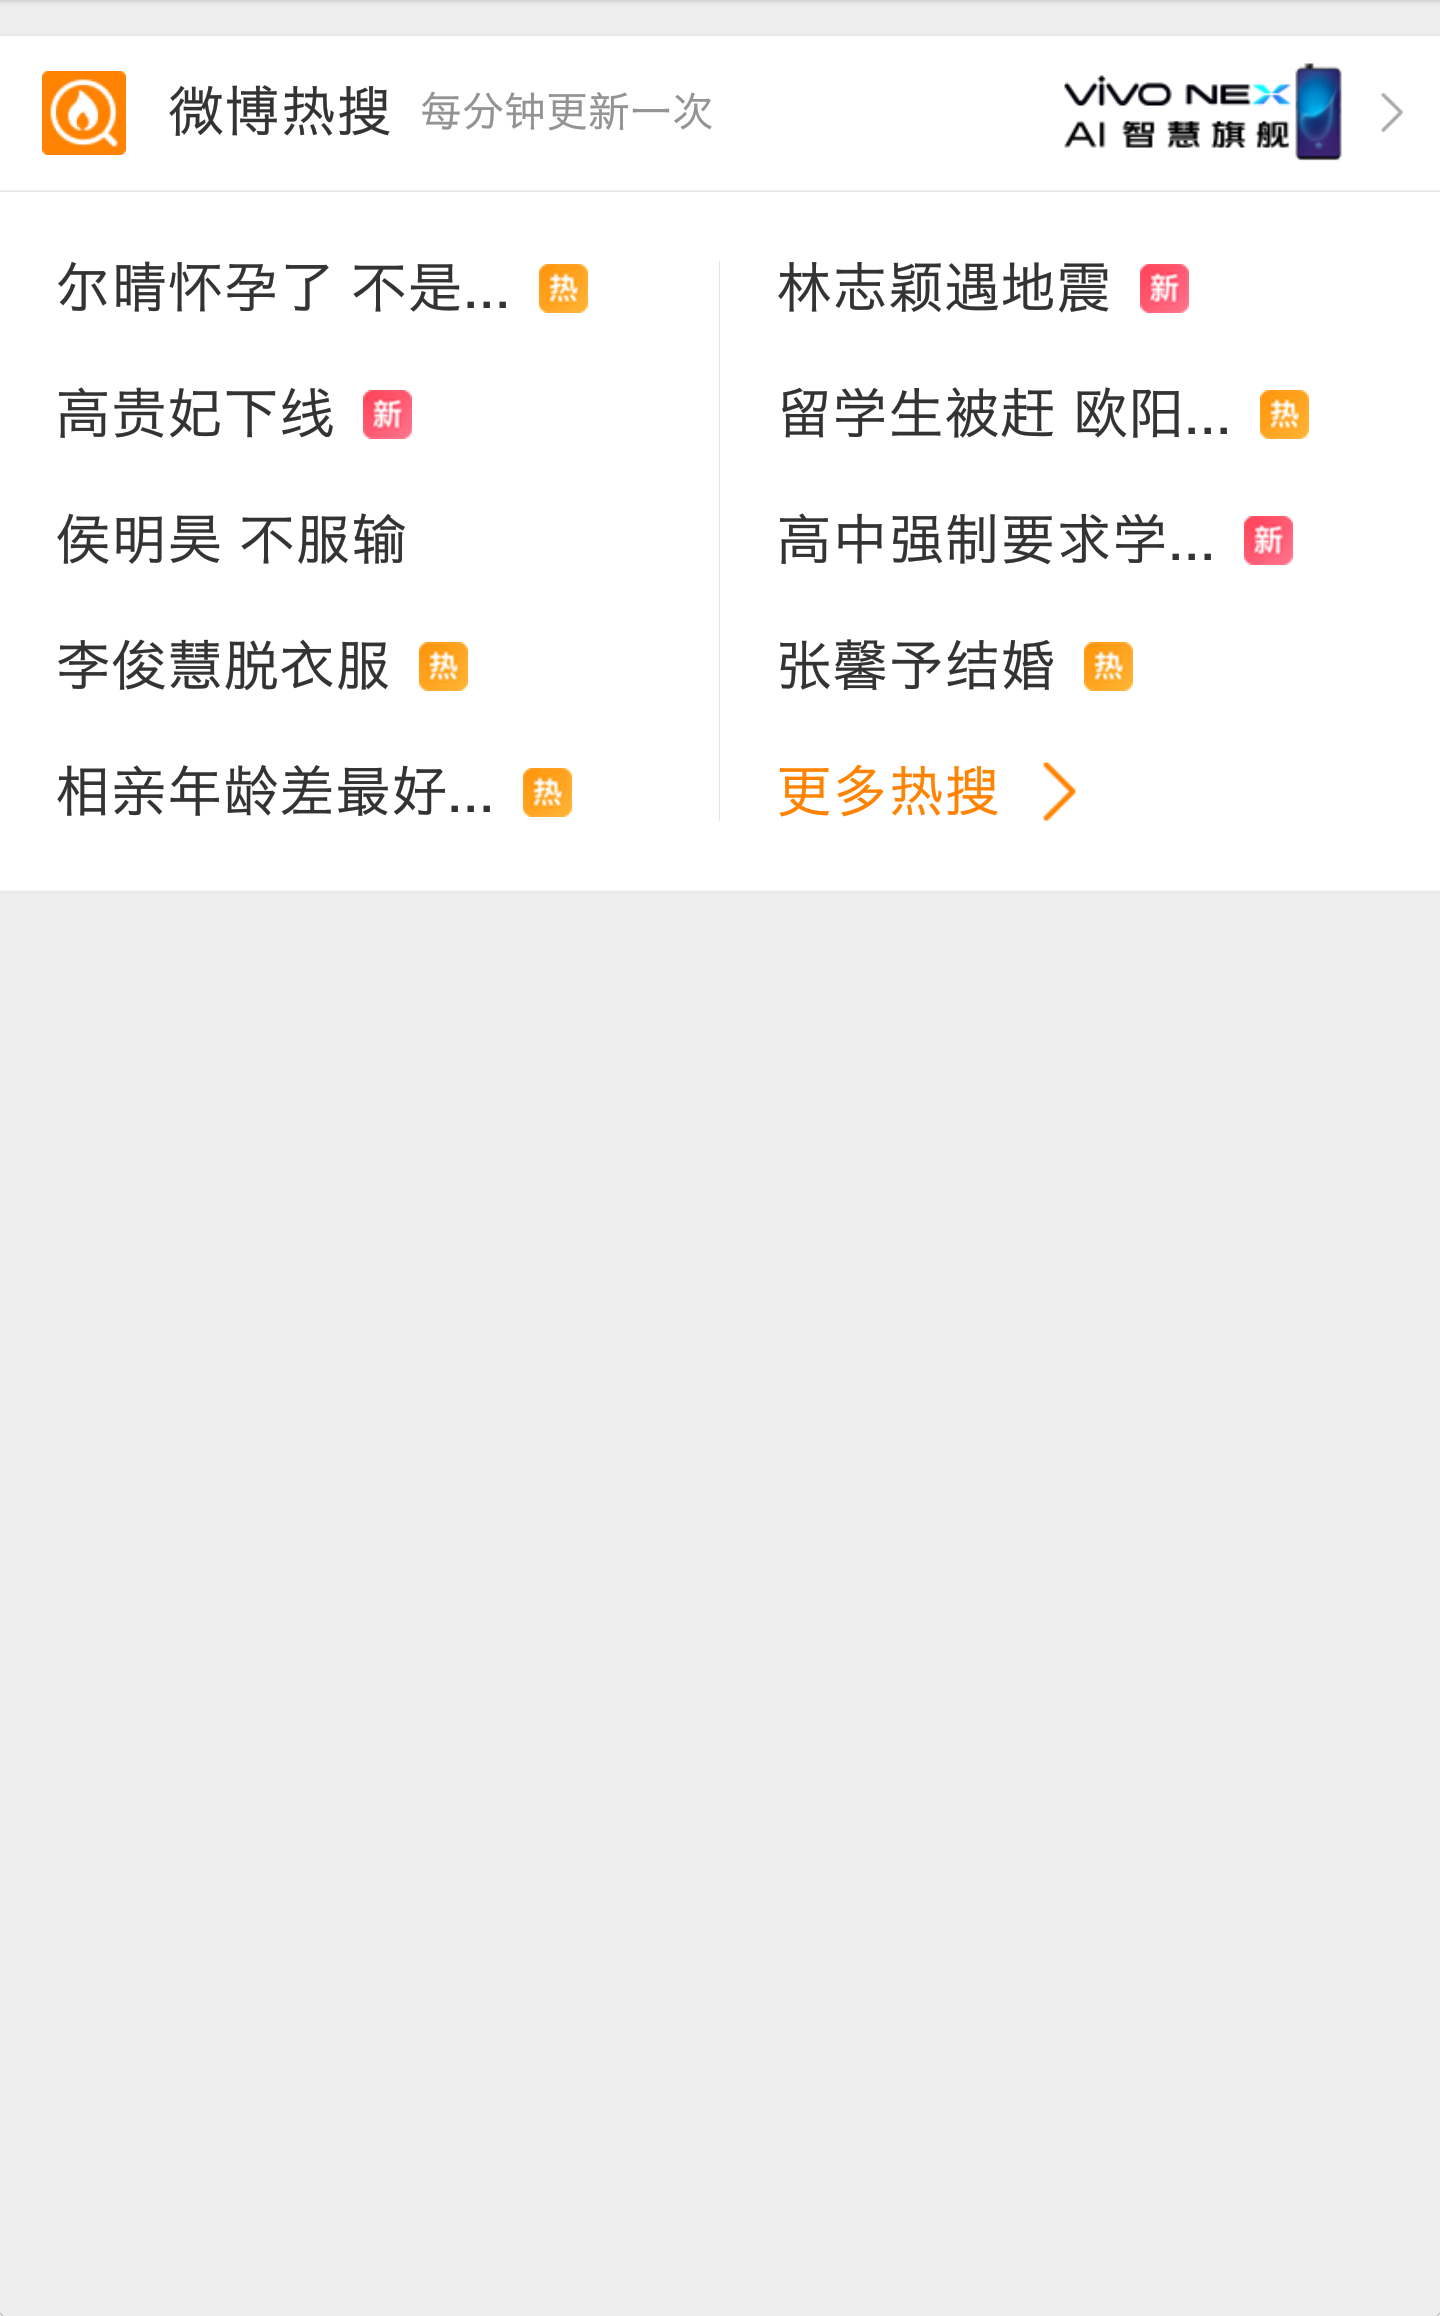 微博热搜 每分钟更新一次
vivo NEX
AI 智慧旗舰
尔晴怀孕了 不是... 热
林志颖遇地震 新
高贵妃下线 新
留学生被赶 欧阳... 热
侯明昊 不服输
高中强制要求学... 新
李俊慧脱衣服 热
张馨予结婚 热
相亲年龄差最好... 热
更多热搜